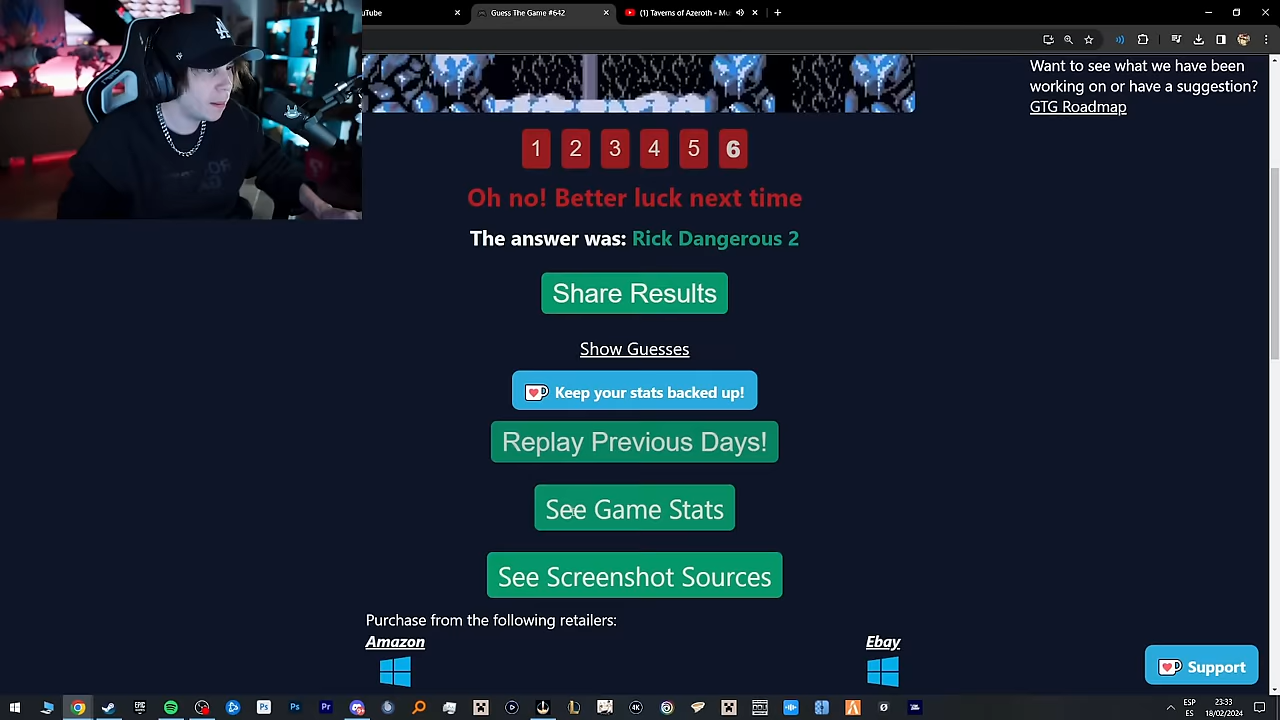 uTube
Guess The Game #642
(1) Taverns of Azeroth - Mu
Want to see what we have been
working on or have a suggestion?
GTG Roadmap
1 2 3 4 5 6
Oh no! Better luck next time
The answer was: Rick Dangerous 2
Share Results
Show Guesses
Keep your stats backed up!
Replay Previous Days!
See Game Stats
See Screenshot Sources
Purchase from the following retailers:
Amazon
Ebay
Support
ESP
ES
23:33
18/02/2024